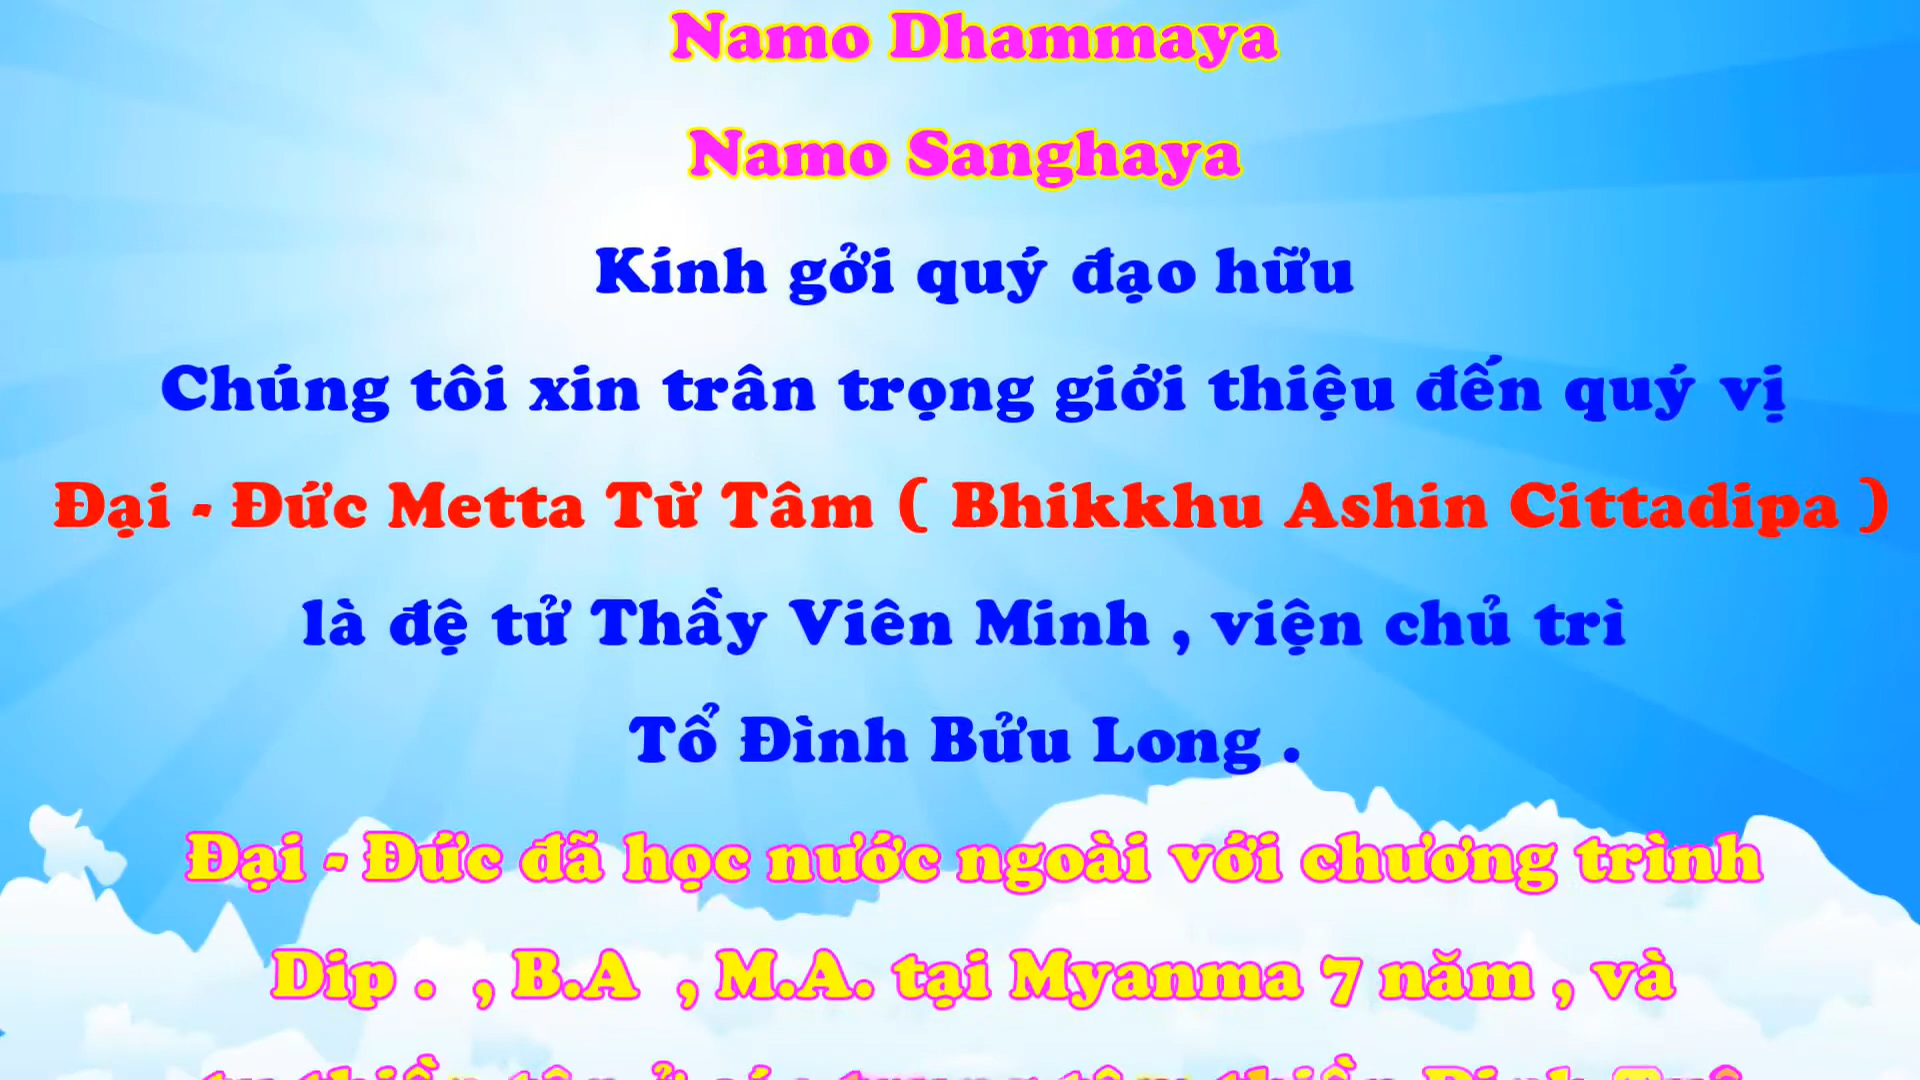 Namo Dhammaya
Namo Sanghaya
Kính gởi quý đạo hữu
Chúng tôi xin trân trọng giới thiệu đến quý vị
Đại - Đức Metta Từ Tâm ( Bhikkhu Ashin Cittadipa )
là đệ tử Thầy Viên Minh , viện chủ trì
Tổ Đình Bửu Long .
Đại - Đức đã học nước ngoài với chương trình
Dip . , B.A , M.A. tại Myanma 7 năm , và